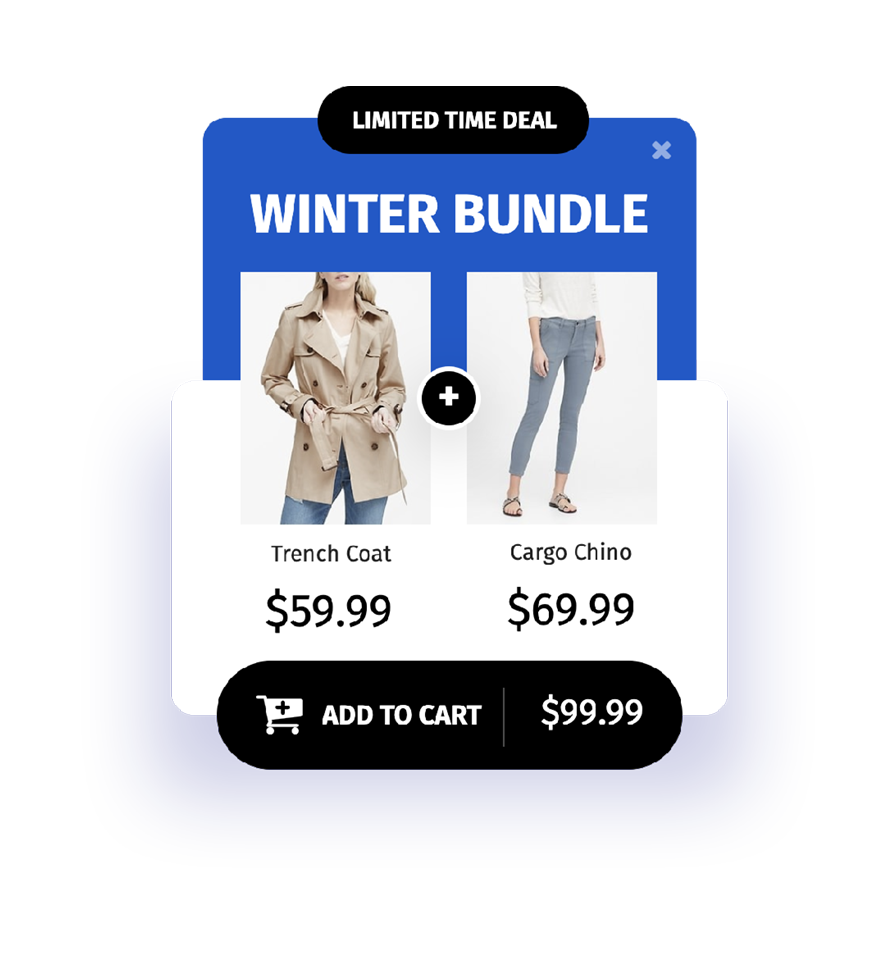 LIMITED TIME DEAL
WINTER BUNDLE
Trench Coat
Cargo Chino
$59.99
$69.99
ADD TO CART
$99.99